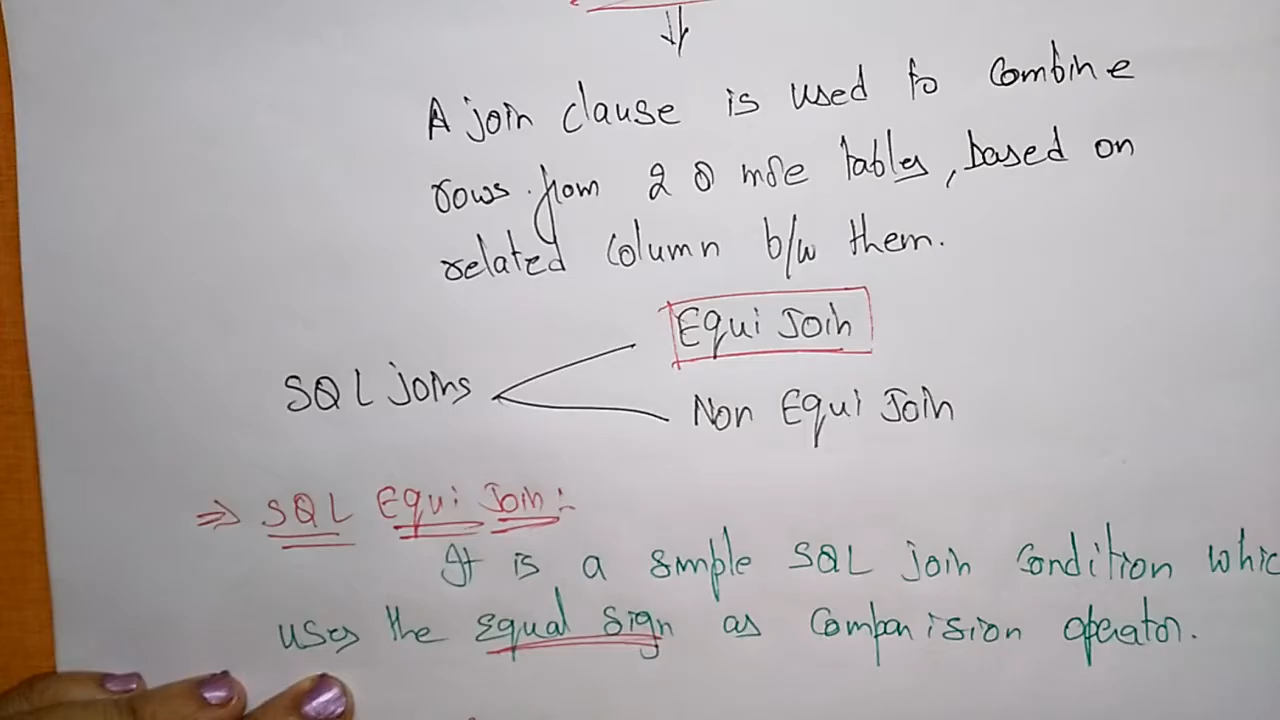 A join clause is used to combine
rows from 2 or more tables, based on
related column b/w them.
Equi Join
SQL joins
Non Equi Join
⇒ SQL Equi Join:-
It is a simple SQL join condition whic
uses the equal sign as comparision operator.